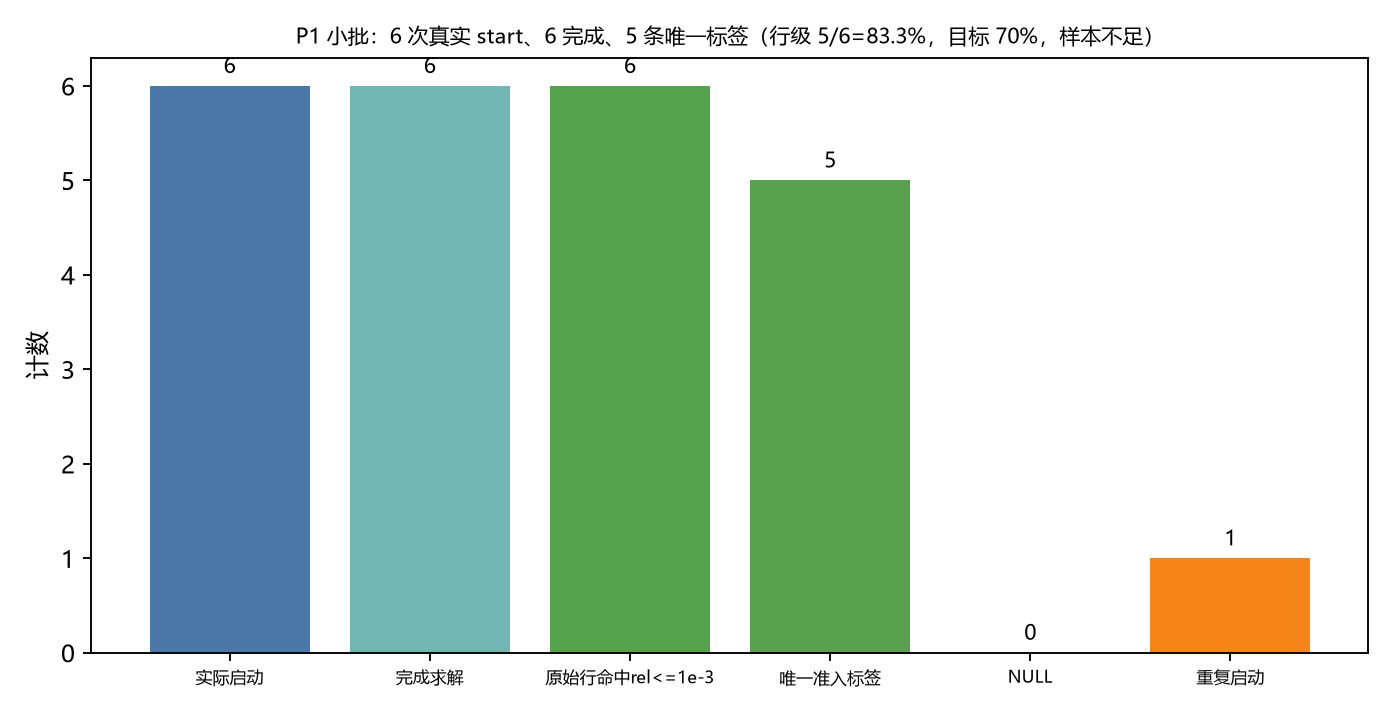 P1 小批：6 次真实 start、6 完成、5 条唯一标签（行级 5/6=83.3%，目标 70%，样本不足）
6 6 6
6
5
5
4
计数
3
2
1
1
0
0
实际启动 完成求解 原始行命中rel<=1e-3 唯一准入标签 NULL 重复启动